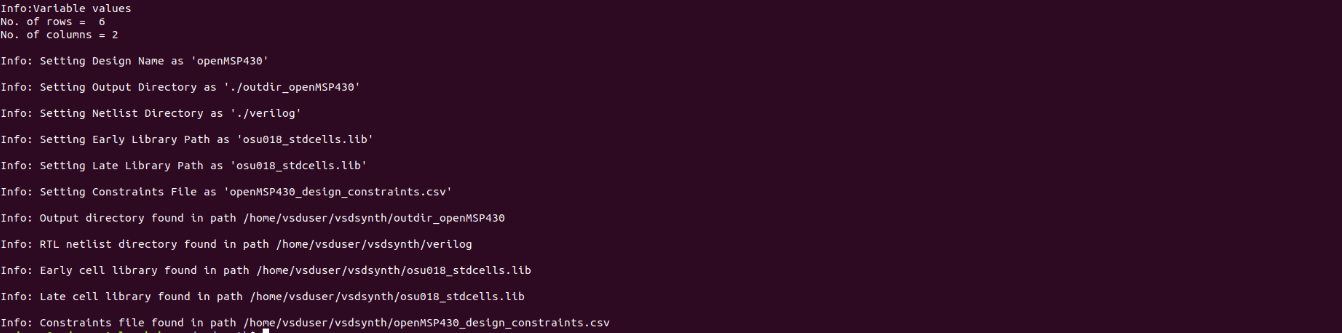 Info:Variable values
No. of rows =  6
No. of columns = 2
Info: Setting Design Name as 'openMSP430'
Info: Setting Output Directory as './outdir_openMSP430'
Info: Setting Netlist Directory as './verilog'
Info: Setting Early Library Path as 'osu018_stdcells.lib'
Info: Setting Late Library Path as 'osu018_stdcells.lib'
Info: Setting Constraints File as 'openMSP430_design_constraints.csv'
Info: Output directory found in path /home/vsduser/vsdsynth/outdir_openMSP430
Info: RTL netlist directory found in path /home/vsduser/vsdsynth/verilog
Info: Early cell library found in path /home/vsduser/vsdsynth/osu018_stdcells.lib
Info: Late cell library found in path /home/vsduser/vsdsynth/osu018_stdcells.lib
Info: Constraints file found in path /home/vsduser/vsdsynth/openMSP430_design_constraints.csv